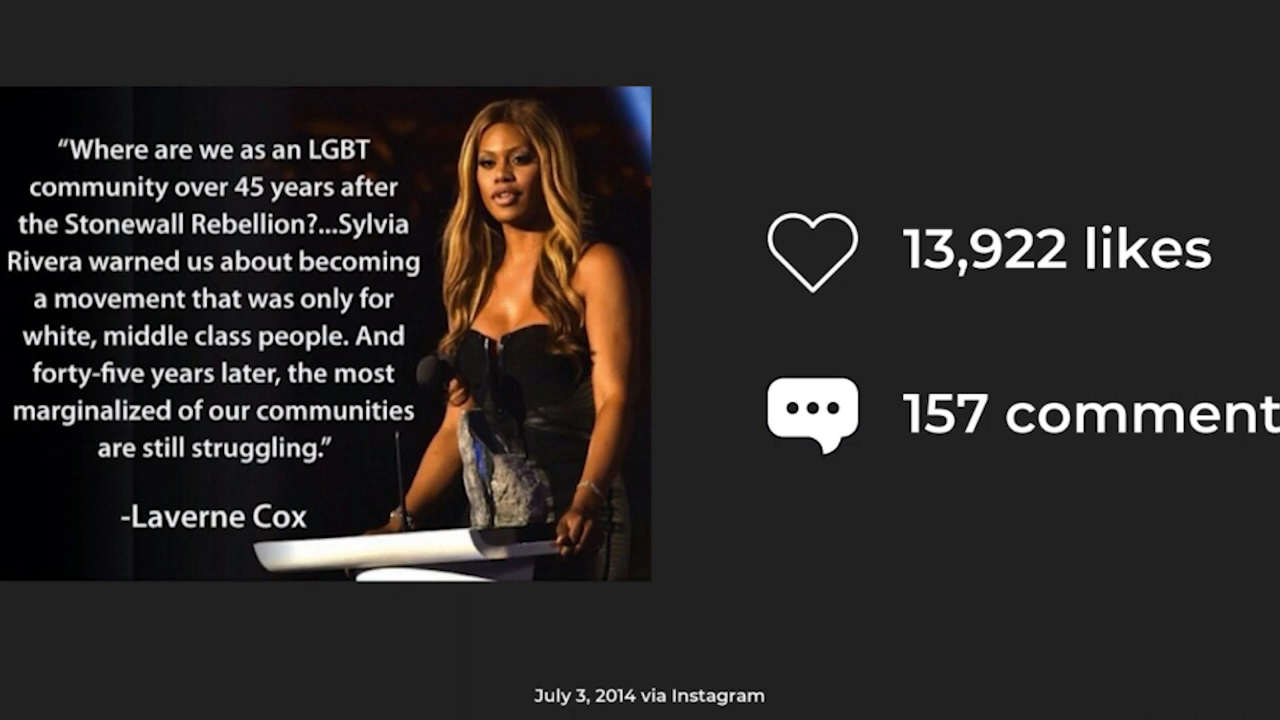 “Where are we as an LGBT
community over 45 years after
the Stonewall Rebellion?...Sylvia
Rivera warned us about becoming
a movement that was only for
white, middle class people. And
forty-five years later, the most
marginalized of our communities
are still struggling.”
-Laverne Cox
13,922 likes
157 comment
July 3, 2014 via Instagram